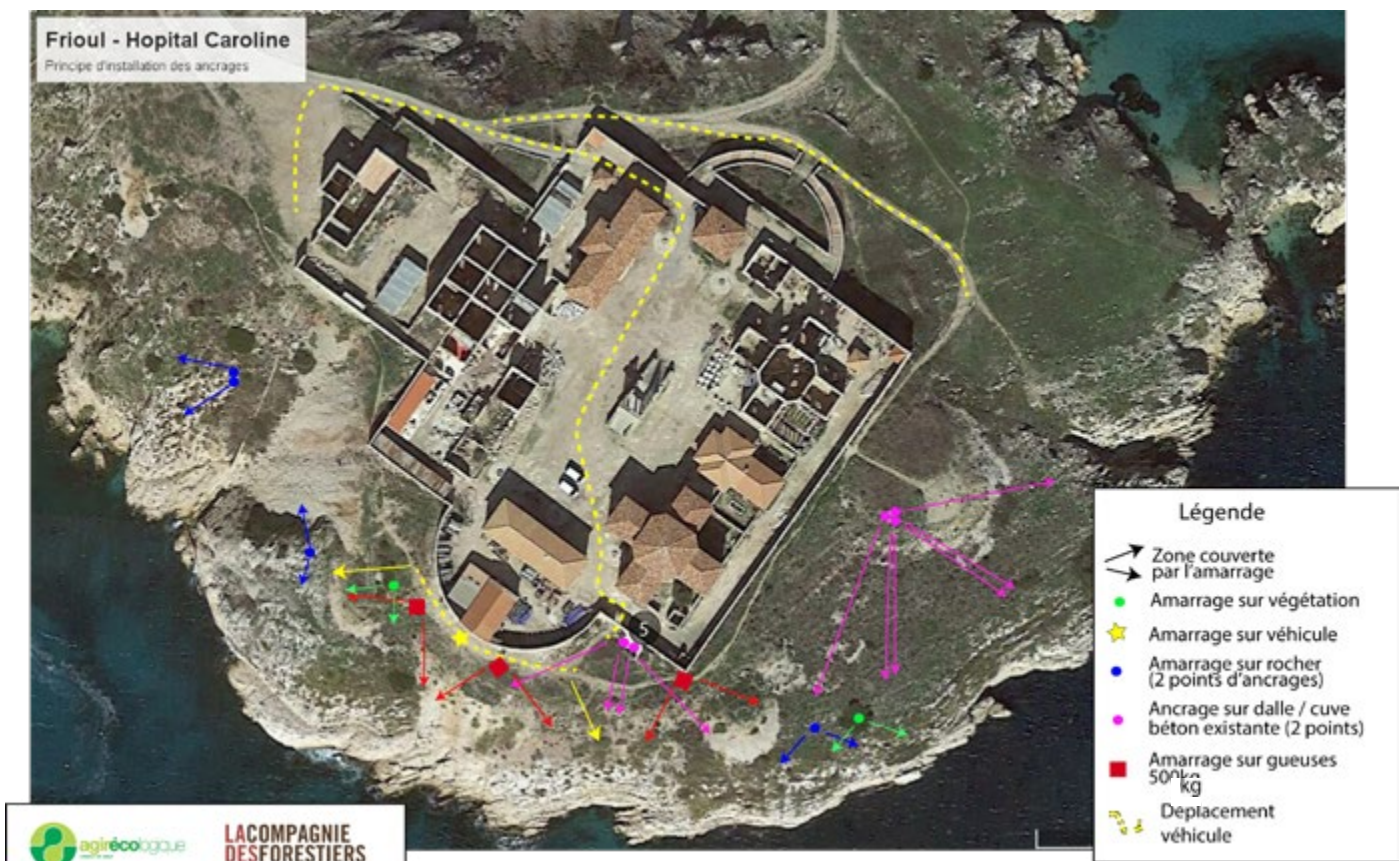 Frioul - Hopital Caroline
Principe d'installation des ancrages
5
Légende
Zone couverte
par l'amarrage
Amarrage sur végétation
Amarrage sur véhicule
Amarrage sur rocher
(2 points d'ancrages)
Ancrage sur dalle / cuve
béton existante (2 points)
Amarrage sur gueuses
500kg
kg
Deplacement
véhicule
agirécologique
LACOMPAGNIE
DESFORESTIERS